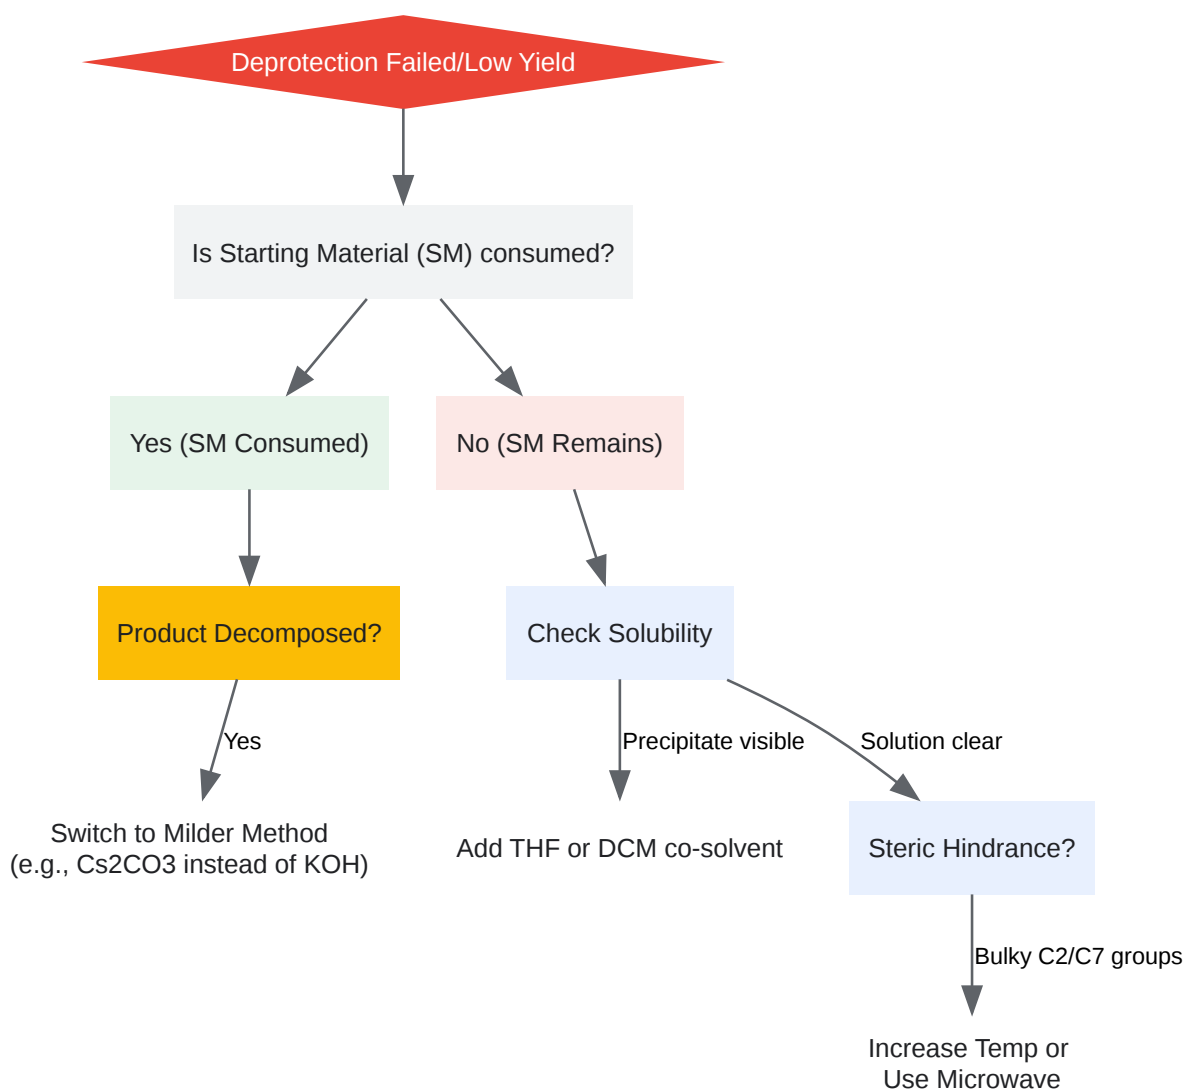 Deprotection Failed/Low Yield
Is Starting Material (SM) consumed?
Yes (SM Consumed)
No (SM Remains)
Product Decomposed?
Check Solubility
Yes
Precipitate visible
Solution clear
Switch to Milder Method
(e.g., Cs2CO3 instead of KOH)
Add THF or DCM co-solvent
Steric Hindrance?
Bulky C2/C7 groups
Increase Temp or
Use Microwave